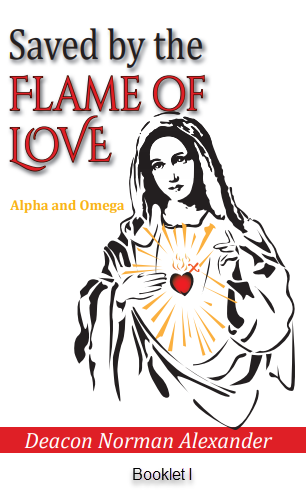 Saved by the
FLAME OF
LOVE
Alpha and Omega
Deacon Norman Alexander
Booklet I